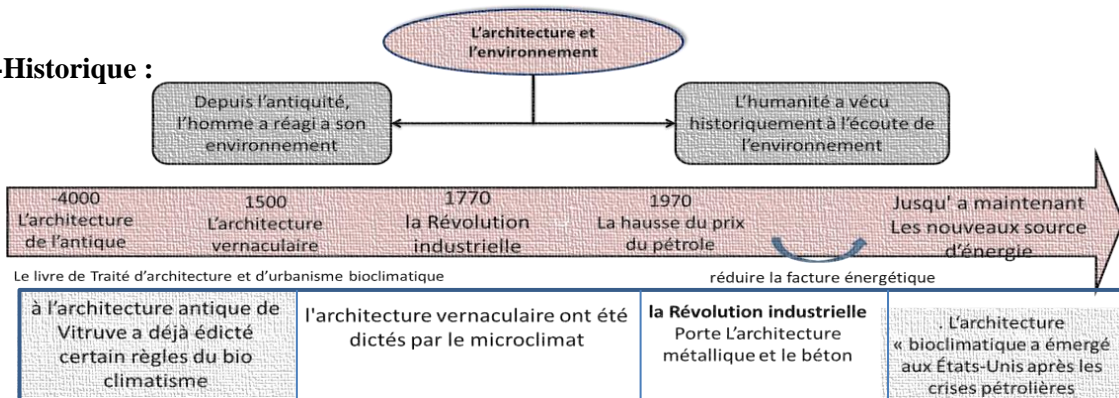 L'architecture et
l'environnement
-Historique :
Depuis l'antiquité,
l'homme a réagi a son
environnement
L'humanité a vécu
historiquement à l'écoute de
l'environnement
-4000
L'architecture
de l'antique
1500
L'architecture
vernaculaire
1770
la Révolution
industrielle
1970
La hausse du prix
du pétrole
Jusqu' a maintenant
Les nouveaux source
d'énergie
Le livre de Traité d'architecture et d'urbanisme bioclimatique
réduire la facture énergétique
à l'architecture antique de
Vitruve a déjà édicté
certain règles du bio
climatisme
l'architecture vernaculaire ont été
dictés par le microclimat
la Révolution industrielle
Porte L'architecture
métallique et le béton
. L'architecture
« bioclimatique a émergé
aux États-Unis après les
crises pétrolières